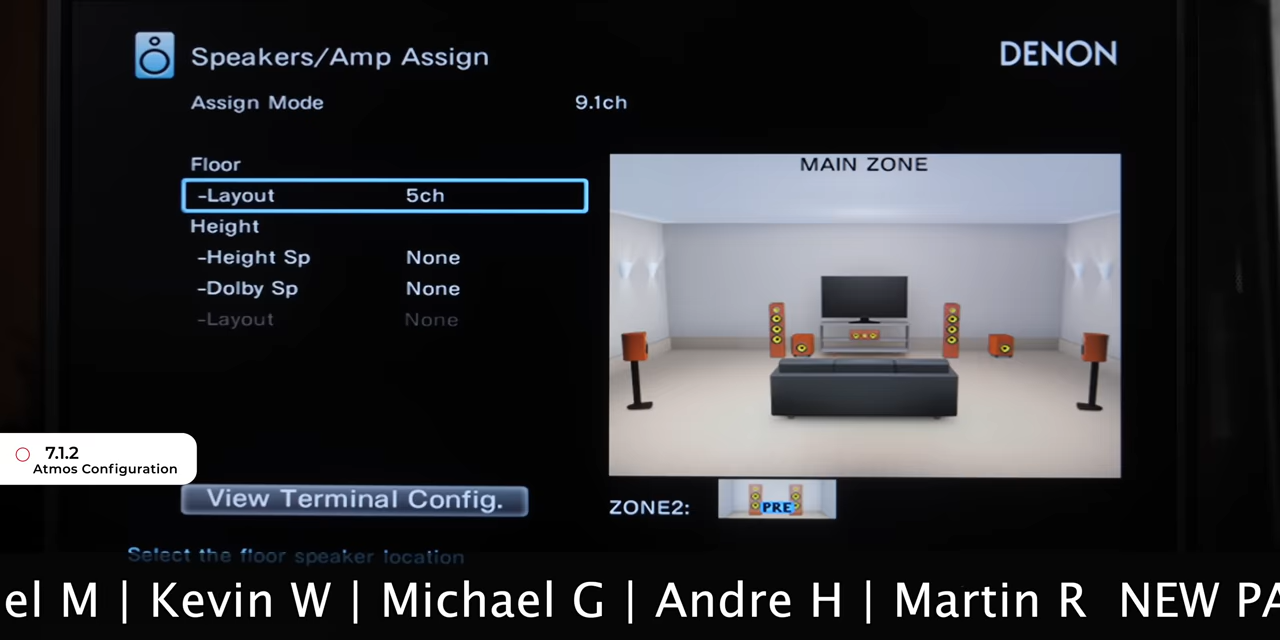 Speakers/Amp Assign
DENON
Assign Mode 9.1ch
Floor
-Layout 5ch
Height
-Height Sp None
-Dolby Sp None
-Layout None
MAIN ZONE
7.1.2
Atmos Configuration
View Terminal Config.
ZONE2:
PRE
Select the floor speaker location
el M | Kevin W | Michael G | Andre H | Martin R NEW PA